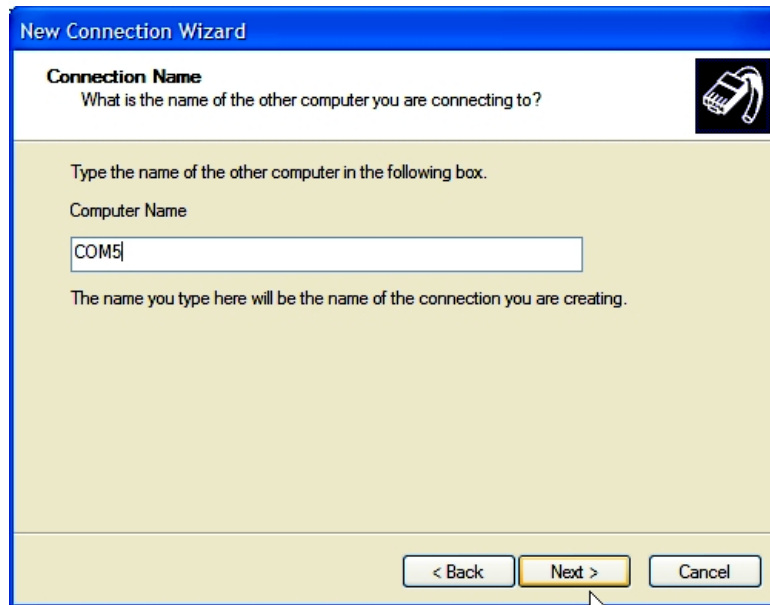 New Connection Wizard
Connection Name
What is the name of the other computer you are connecting to?
Type the name of the other computer in the following box.
Computer Name
COM5
The name you type here will be the name of the connection you are creating.
< Back Next > Cancel